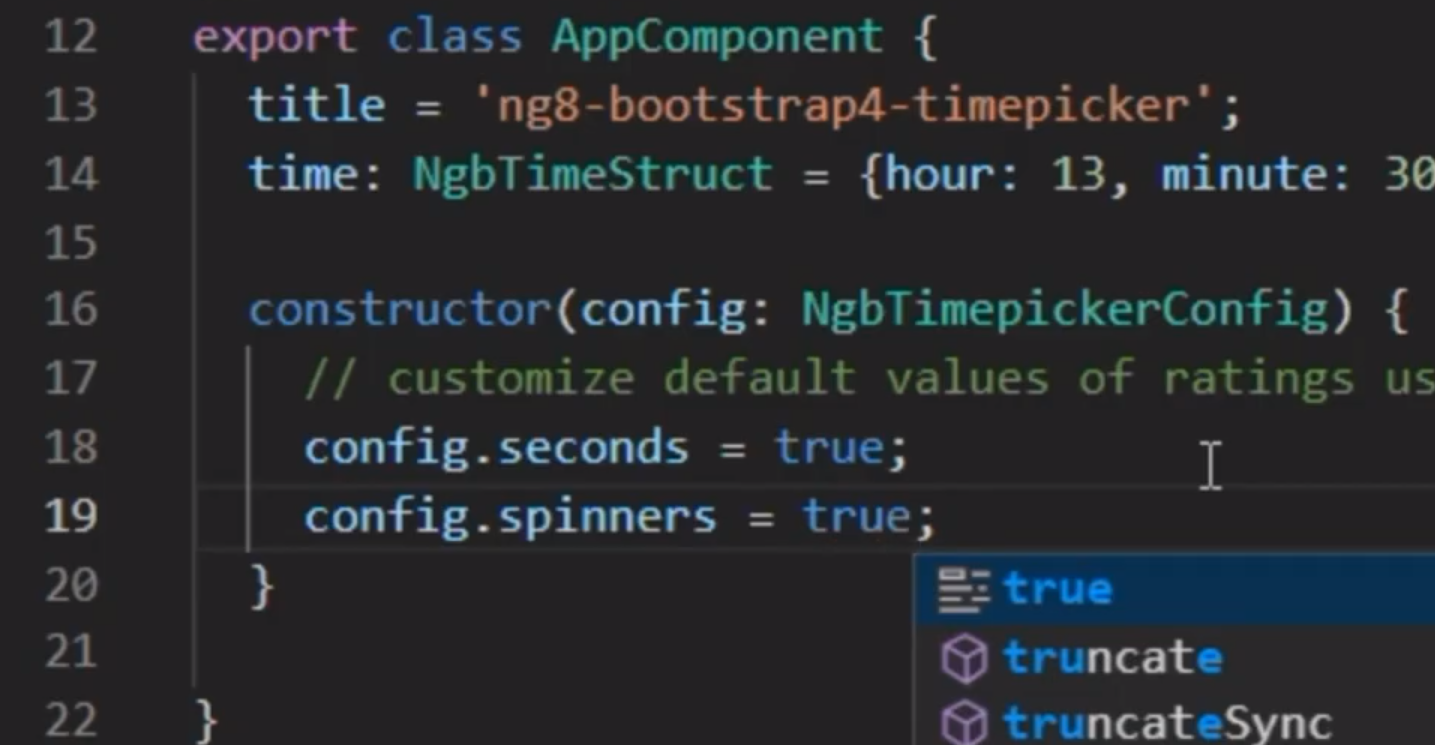 12 export class AppComponent {
13 title = 'ng8-bootstrap4-timepicker';
14 time: NgbTimeStruct = {hour: 13, minute: 30
15
16 constructor(config: NgbTimepickerConfig) {
17 // customize default values of ratings us
18 config.seconds = true;
19 config.spinners = true;
20 }
true
21
truncate
22 }
truncateSync